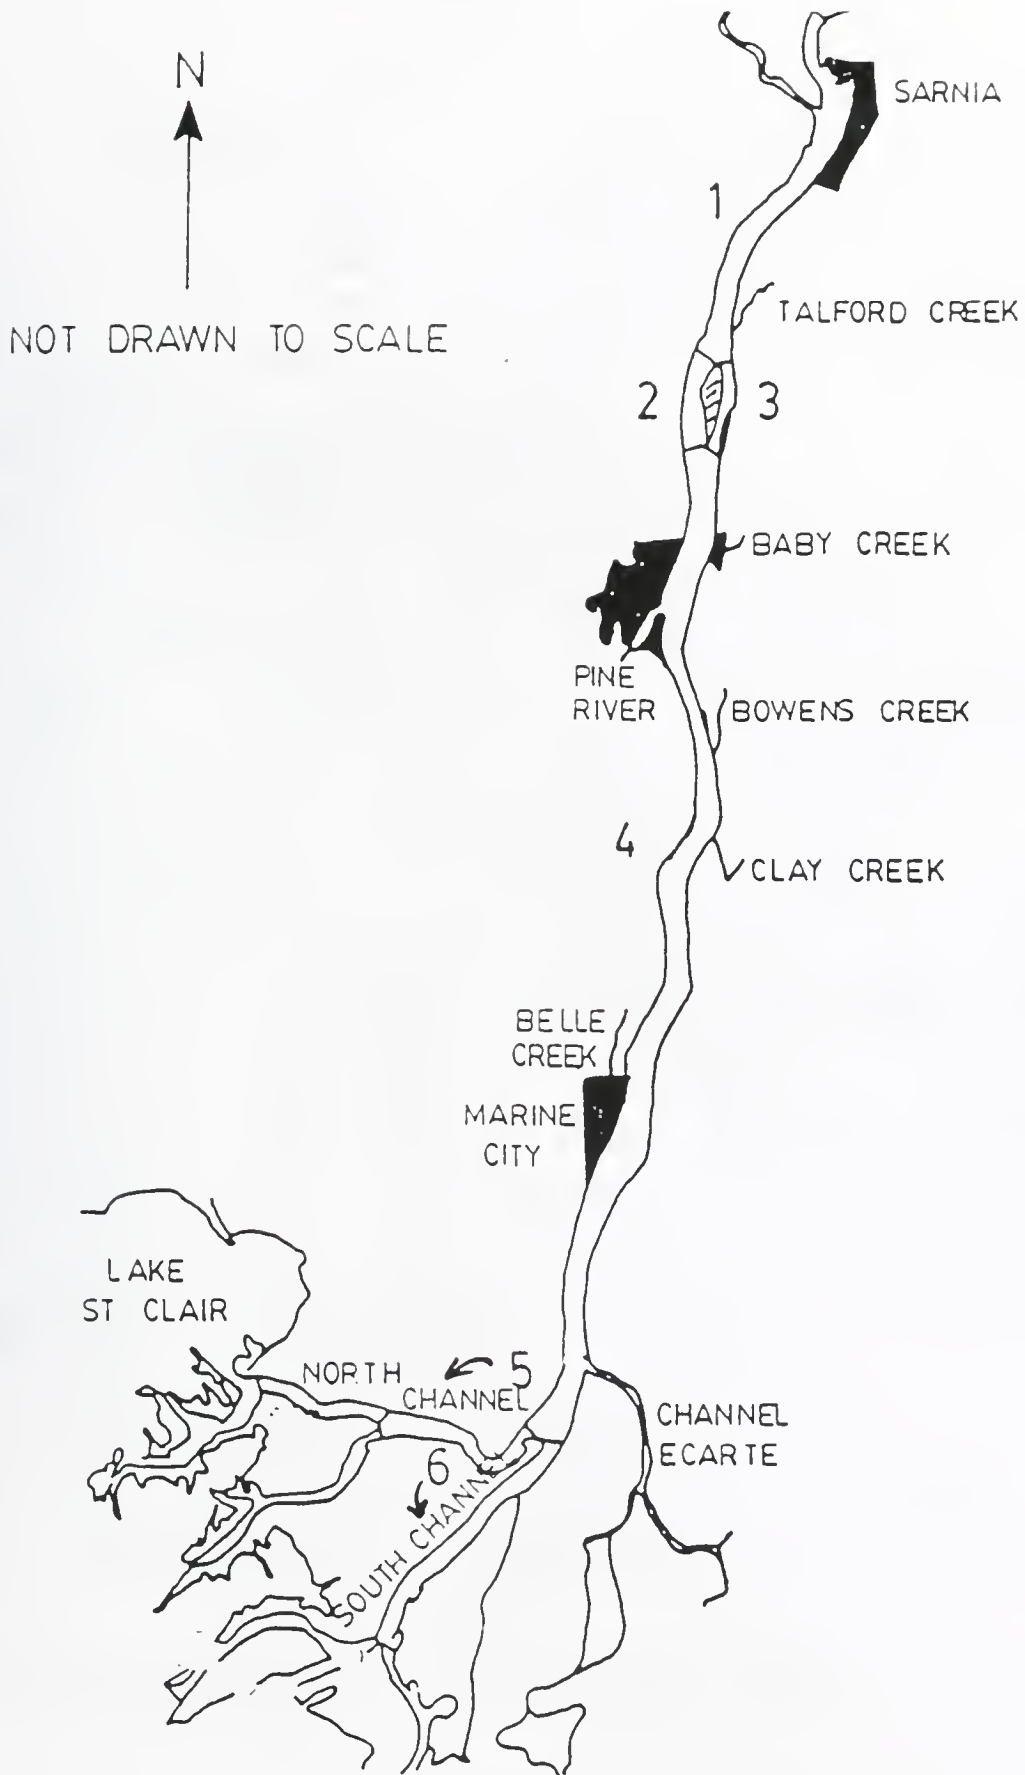 N
SARNIA
1
TALFORD CREEK
NOT DRAWN TO SCALE
2
3
BABY CREEK
PINE
RIVER
BOWENS CREEK
4
CLAY CREEK
BELLE
CREEK
MARINE
CITY
LAKE
ST CLAIR
NORTH
CHANNEL
5
CHANNEL
ECARTE
6
SOUTH CHANNEL